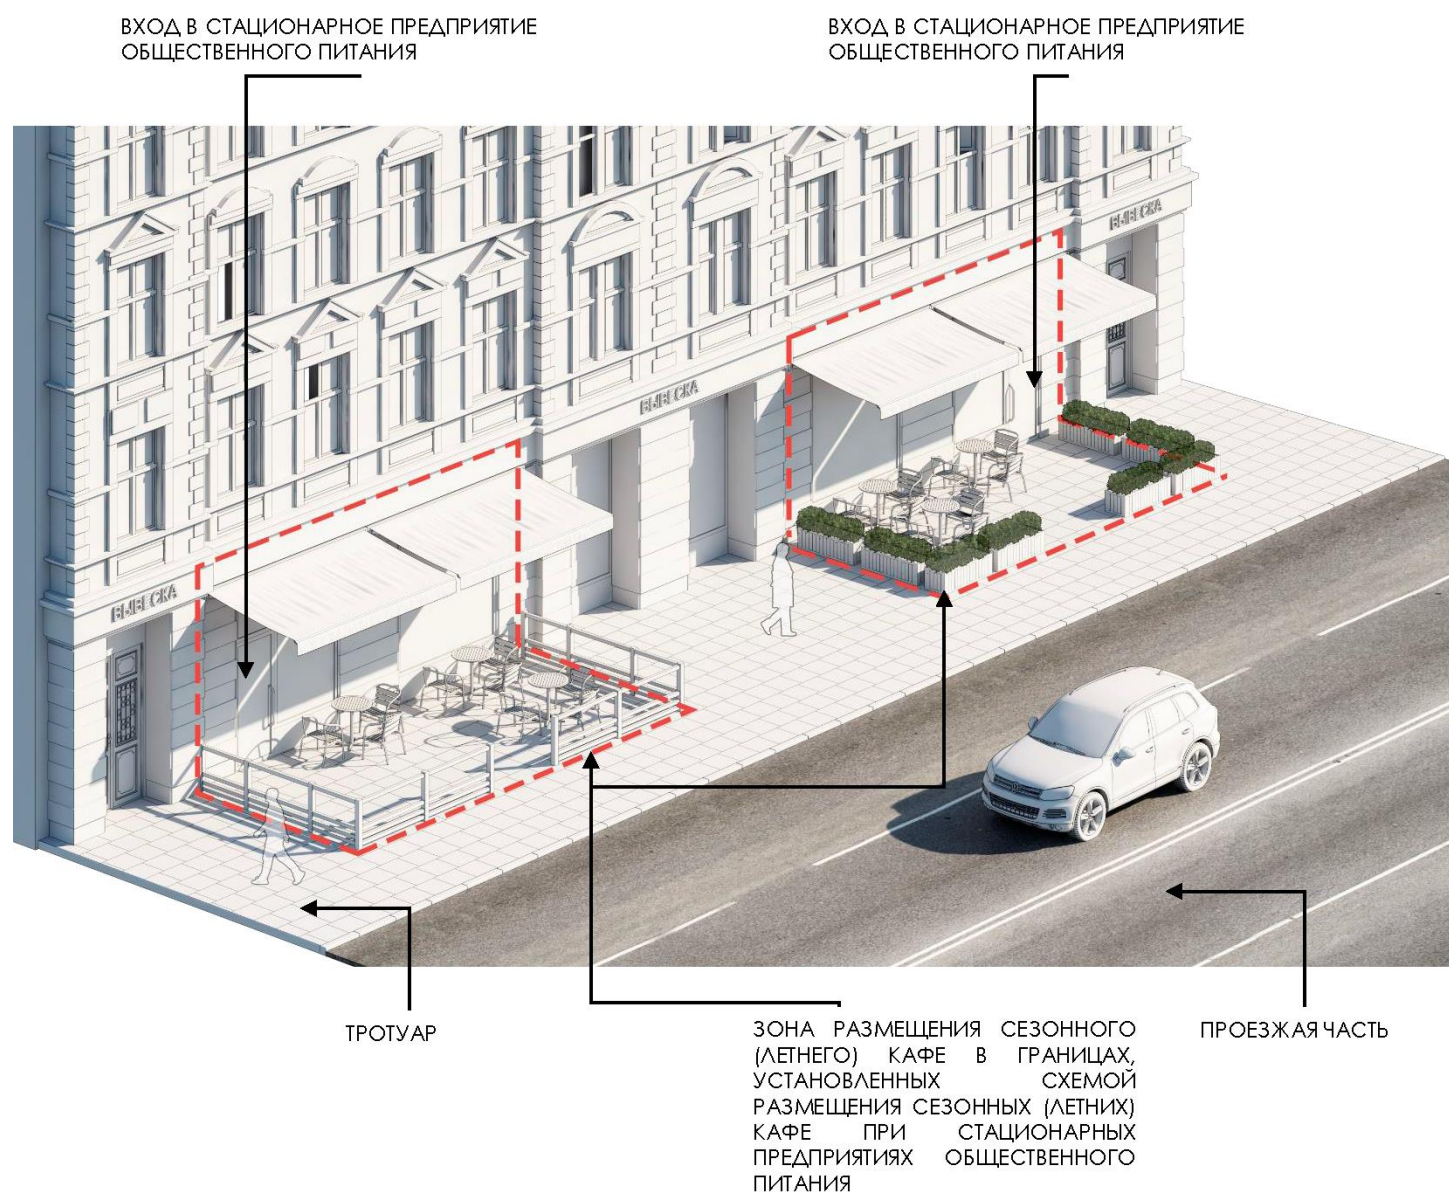 ВХОД В СТАЦИОНАРНОЕ ПРЕДПРИЯТИЕ
ОБЩЕСТВЕННОГО ПИТАНИЯ
ВХОД В СТАЦИОНАРНОЕ ПРЕДПРИЯТИЕ
ОБЩЕСТВЕННОГО ПИТАНИЯ
ВЫВЕСКА
ВЫВЕСКА
ВЫВЕСКА
ТРОТУАР
ЗОНА РАЗМЕЩЕНИЯ СЕЗОННОГО
(ЛЕТНЕГО) КАФЕ В ГРАНИЦАХ,
УСТАНОВЛЕННЫХ СХЕМОЙ
РАЗМЕЩЕНИЯ СЕЗОННЫХ (ЛЕТНИХ)
КАФЕ ПРИ СТАЦИОНАРНЫХ
ПРЕДПРИЯТИЯХ ОБЩЕСТВЕННОГО
ПИТАНИЯ
ПРОЕЗЖАЯ ЧАСТЬ